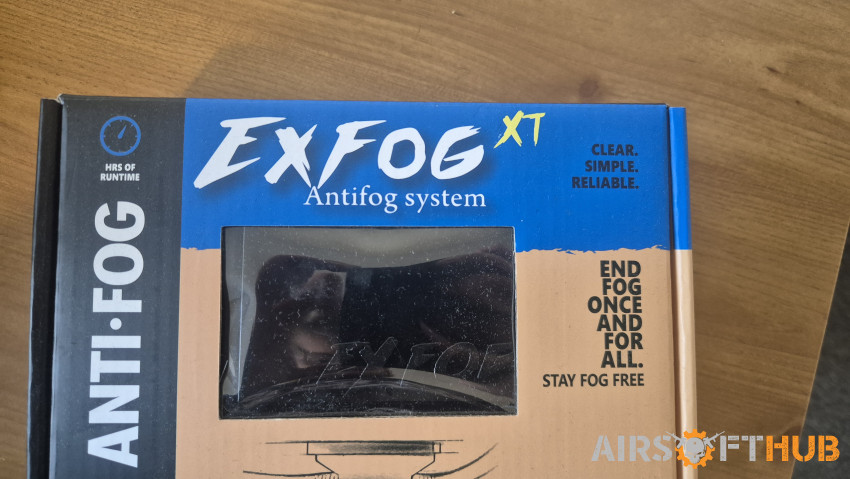 HRS OF
RUNTIME
ANTI·FOG
EXFOG XT
Antifog system
CLEAR.
SIMPLE.
RELIABLE.
END
FOG
ONCE
AND
FOR
ALL.
STAY FOG FREE
EXFOG
AIRSOFTHUB